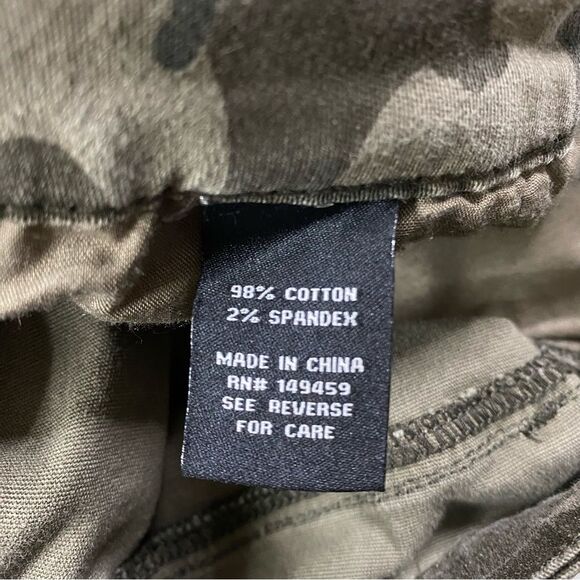 98% COTTON
2% SPANDEX
MADE IN CHINA
RN# 149459
SEE REVERSE
FOR CARE